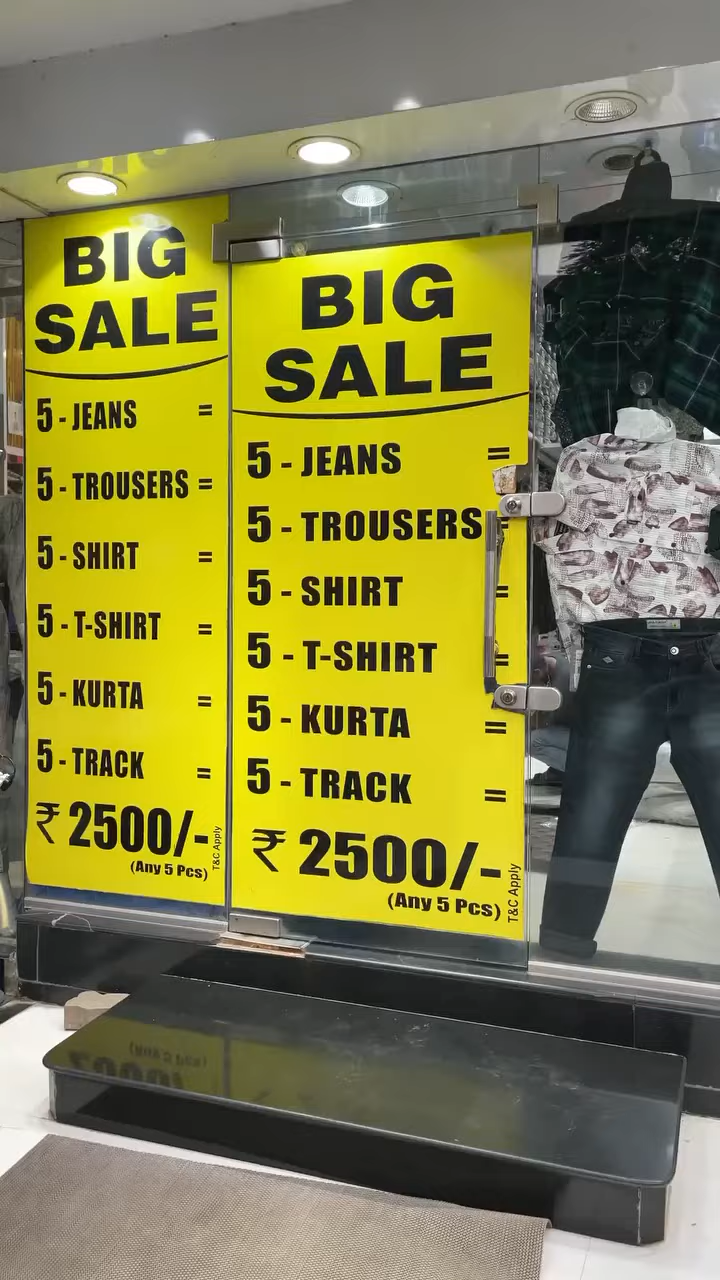 BIG
SALE
5 - JEANS =
5 - TROUSERS =
5 - SHIRT =
5 - T-SHIRT =
5 - KURTA =
5 - TRACK =
₹ 2500/-
(Any 5 Pcs)
T&C Apply
BIG
SALE
5 - JEANS =
5 - TROUSERS
5 - SHIRT =
5 - T-SHIRT =
5 - KURTA =
5 - TRACK =
₹ 2500/-
(Any 5 Pcs)
T&C Apply